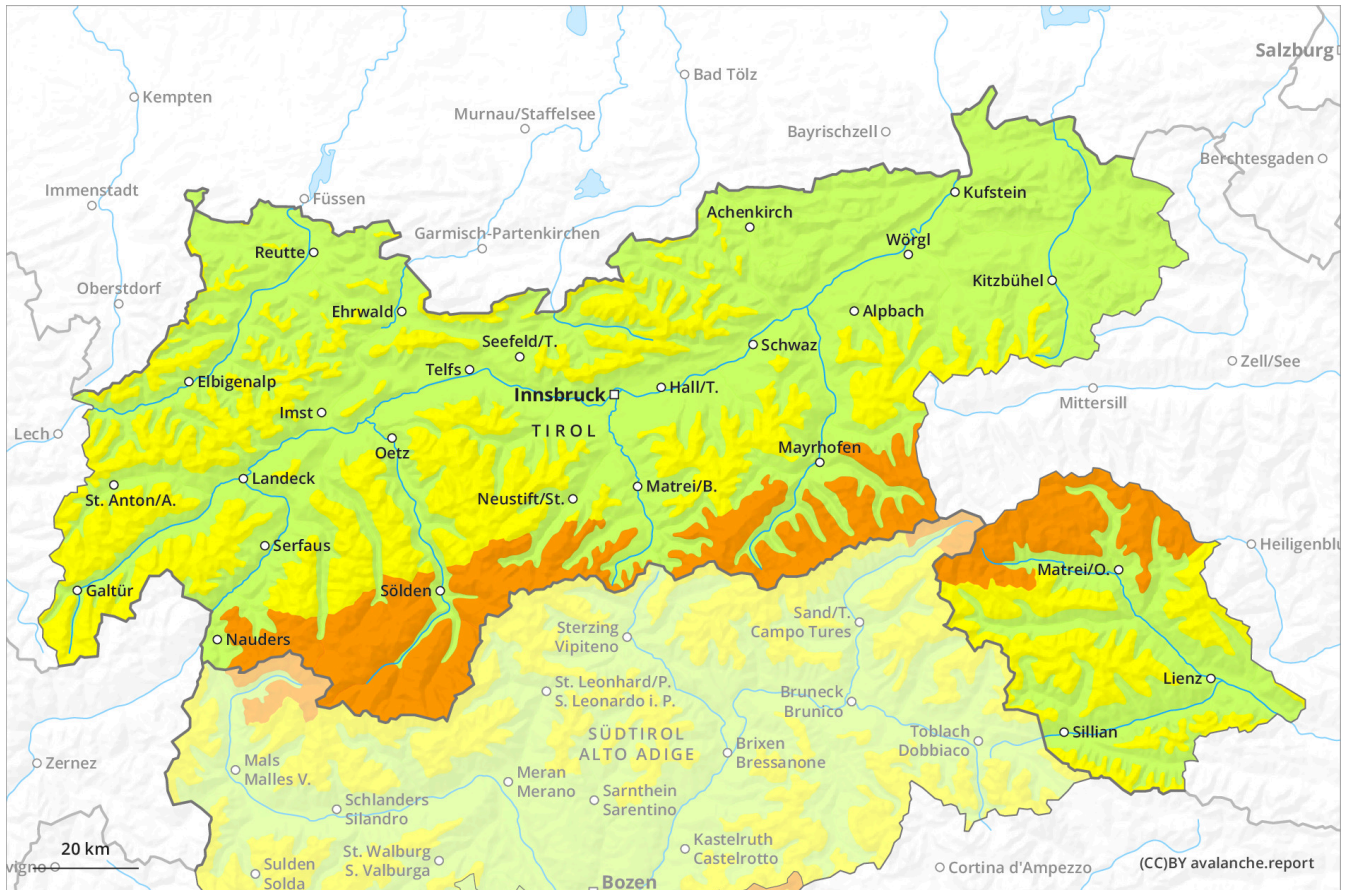 Salzburg
Bad Tölz
Kempten
Murnau/Staffelsee
Bayrischzell
Berchtesgaden
Immenstadt
Füssen
Kufstein
Achenkirch
Garmisch-Partenkirchen
Wörgl
Reutte
Kitzbühel
Oberstdorf
Ehrwald
Alpbach
Seefeld/T.
Schwaz
Zell/See
Telfs
Elbigenalp
Hall/T.
Innsbruck
Mittersill
Imst
TIROL
Lech
Oetz
Mayrhofen
Landeck
Matrei/B.
St. Anton/A.
Neustift/St.
Serfaus
Heiligenblu
Matrei/O.
Galtür
Sölden
Sand/T.
Campo Tures
Sterzing
Vipiteno
Nauders
Lienz
St. Leonhard/P.
S. Leonardo i. P.
Bruneck
Brunico
Sillian
SÜDTIROL
ALTO ADIGE
Toblach
Dobbiaco
Brixen
Bressanone
Mals
Malles V.
Zernez
Meran
Merano
Sarnthein
Sarentino
Schlanders
Silandro
Kastelruth
Castelrotto
20 km
St. Walburg
S. Valburga
vigno
Sulden
Solda
Cortina d'Ampezzo
(CC)BY avalanche.report
Bozen